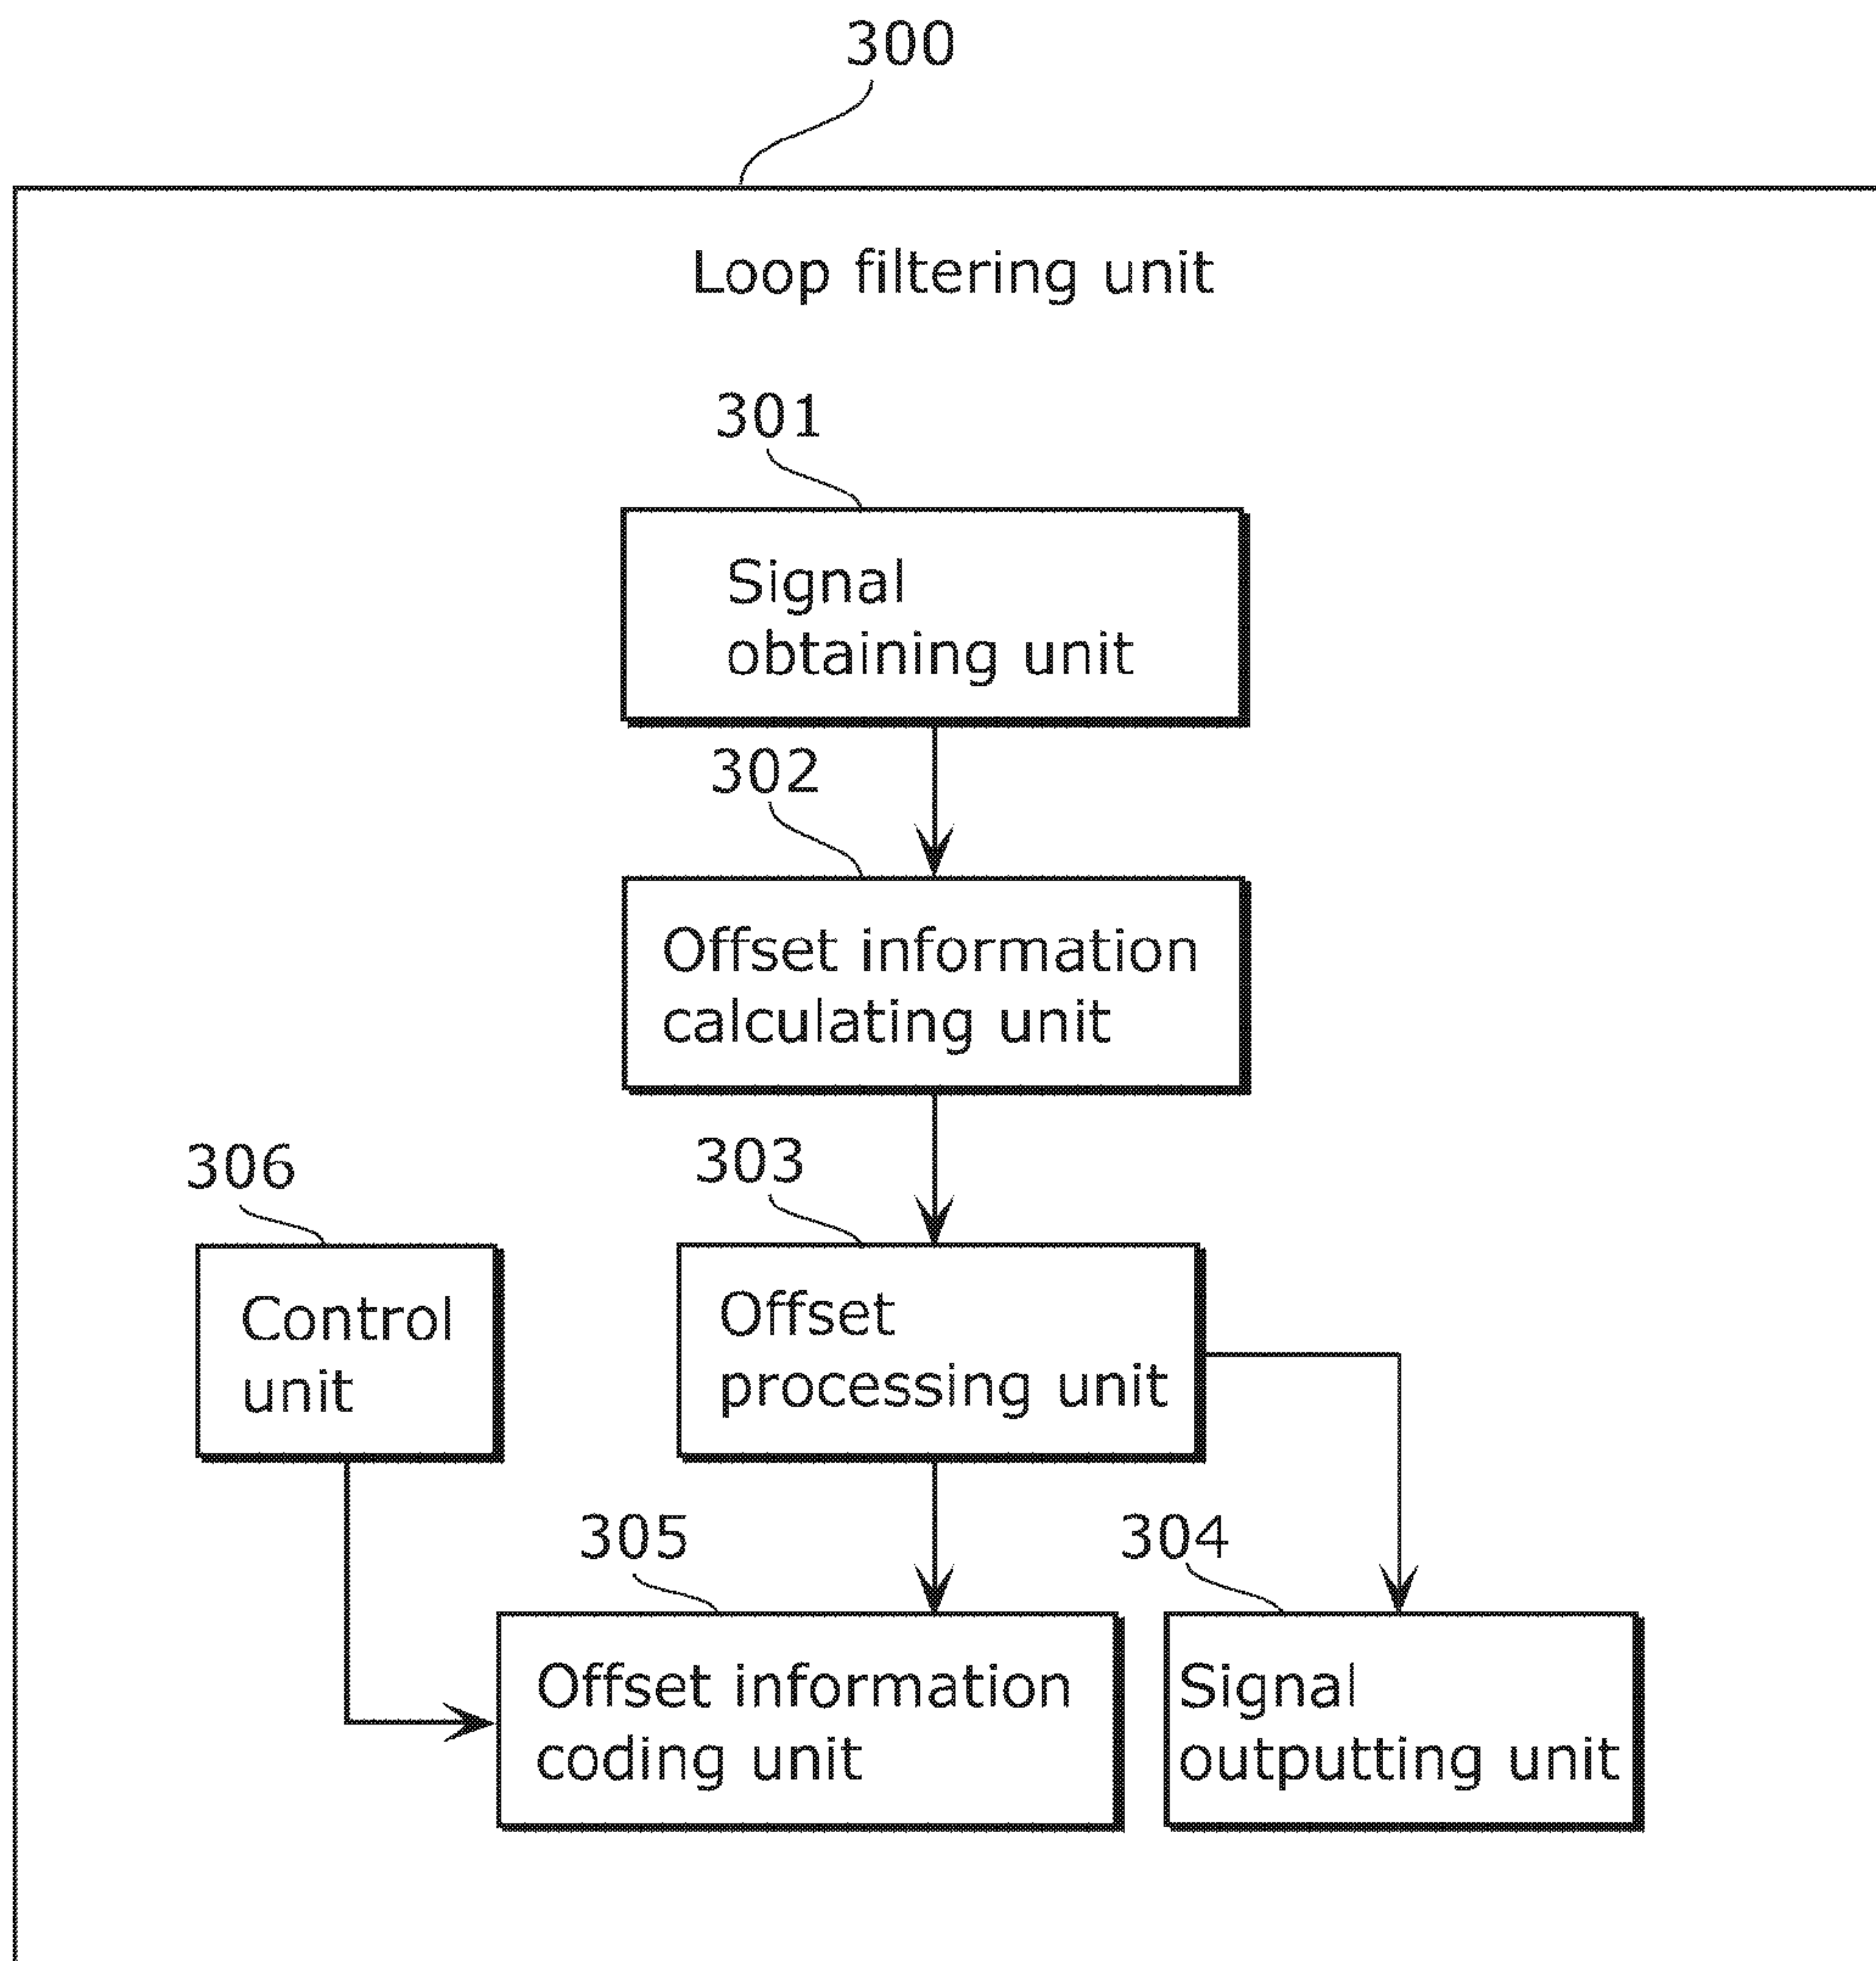 300
Loop filtering unit
301
Signal
obtaining unit
302
Offset information
calculating unit
306
303
Control
unit
Offset
processing unit
305
304
Offset information
coding unit
Signal
outputting unit